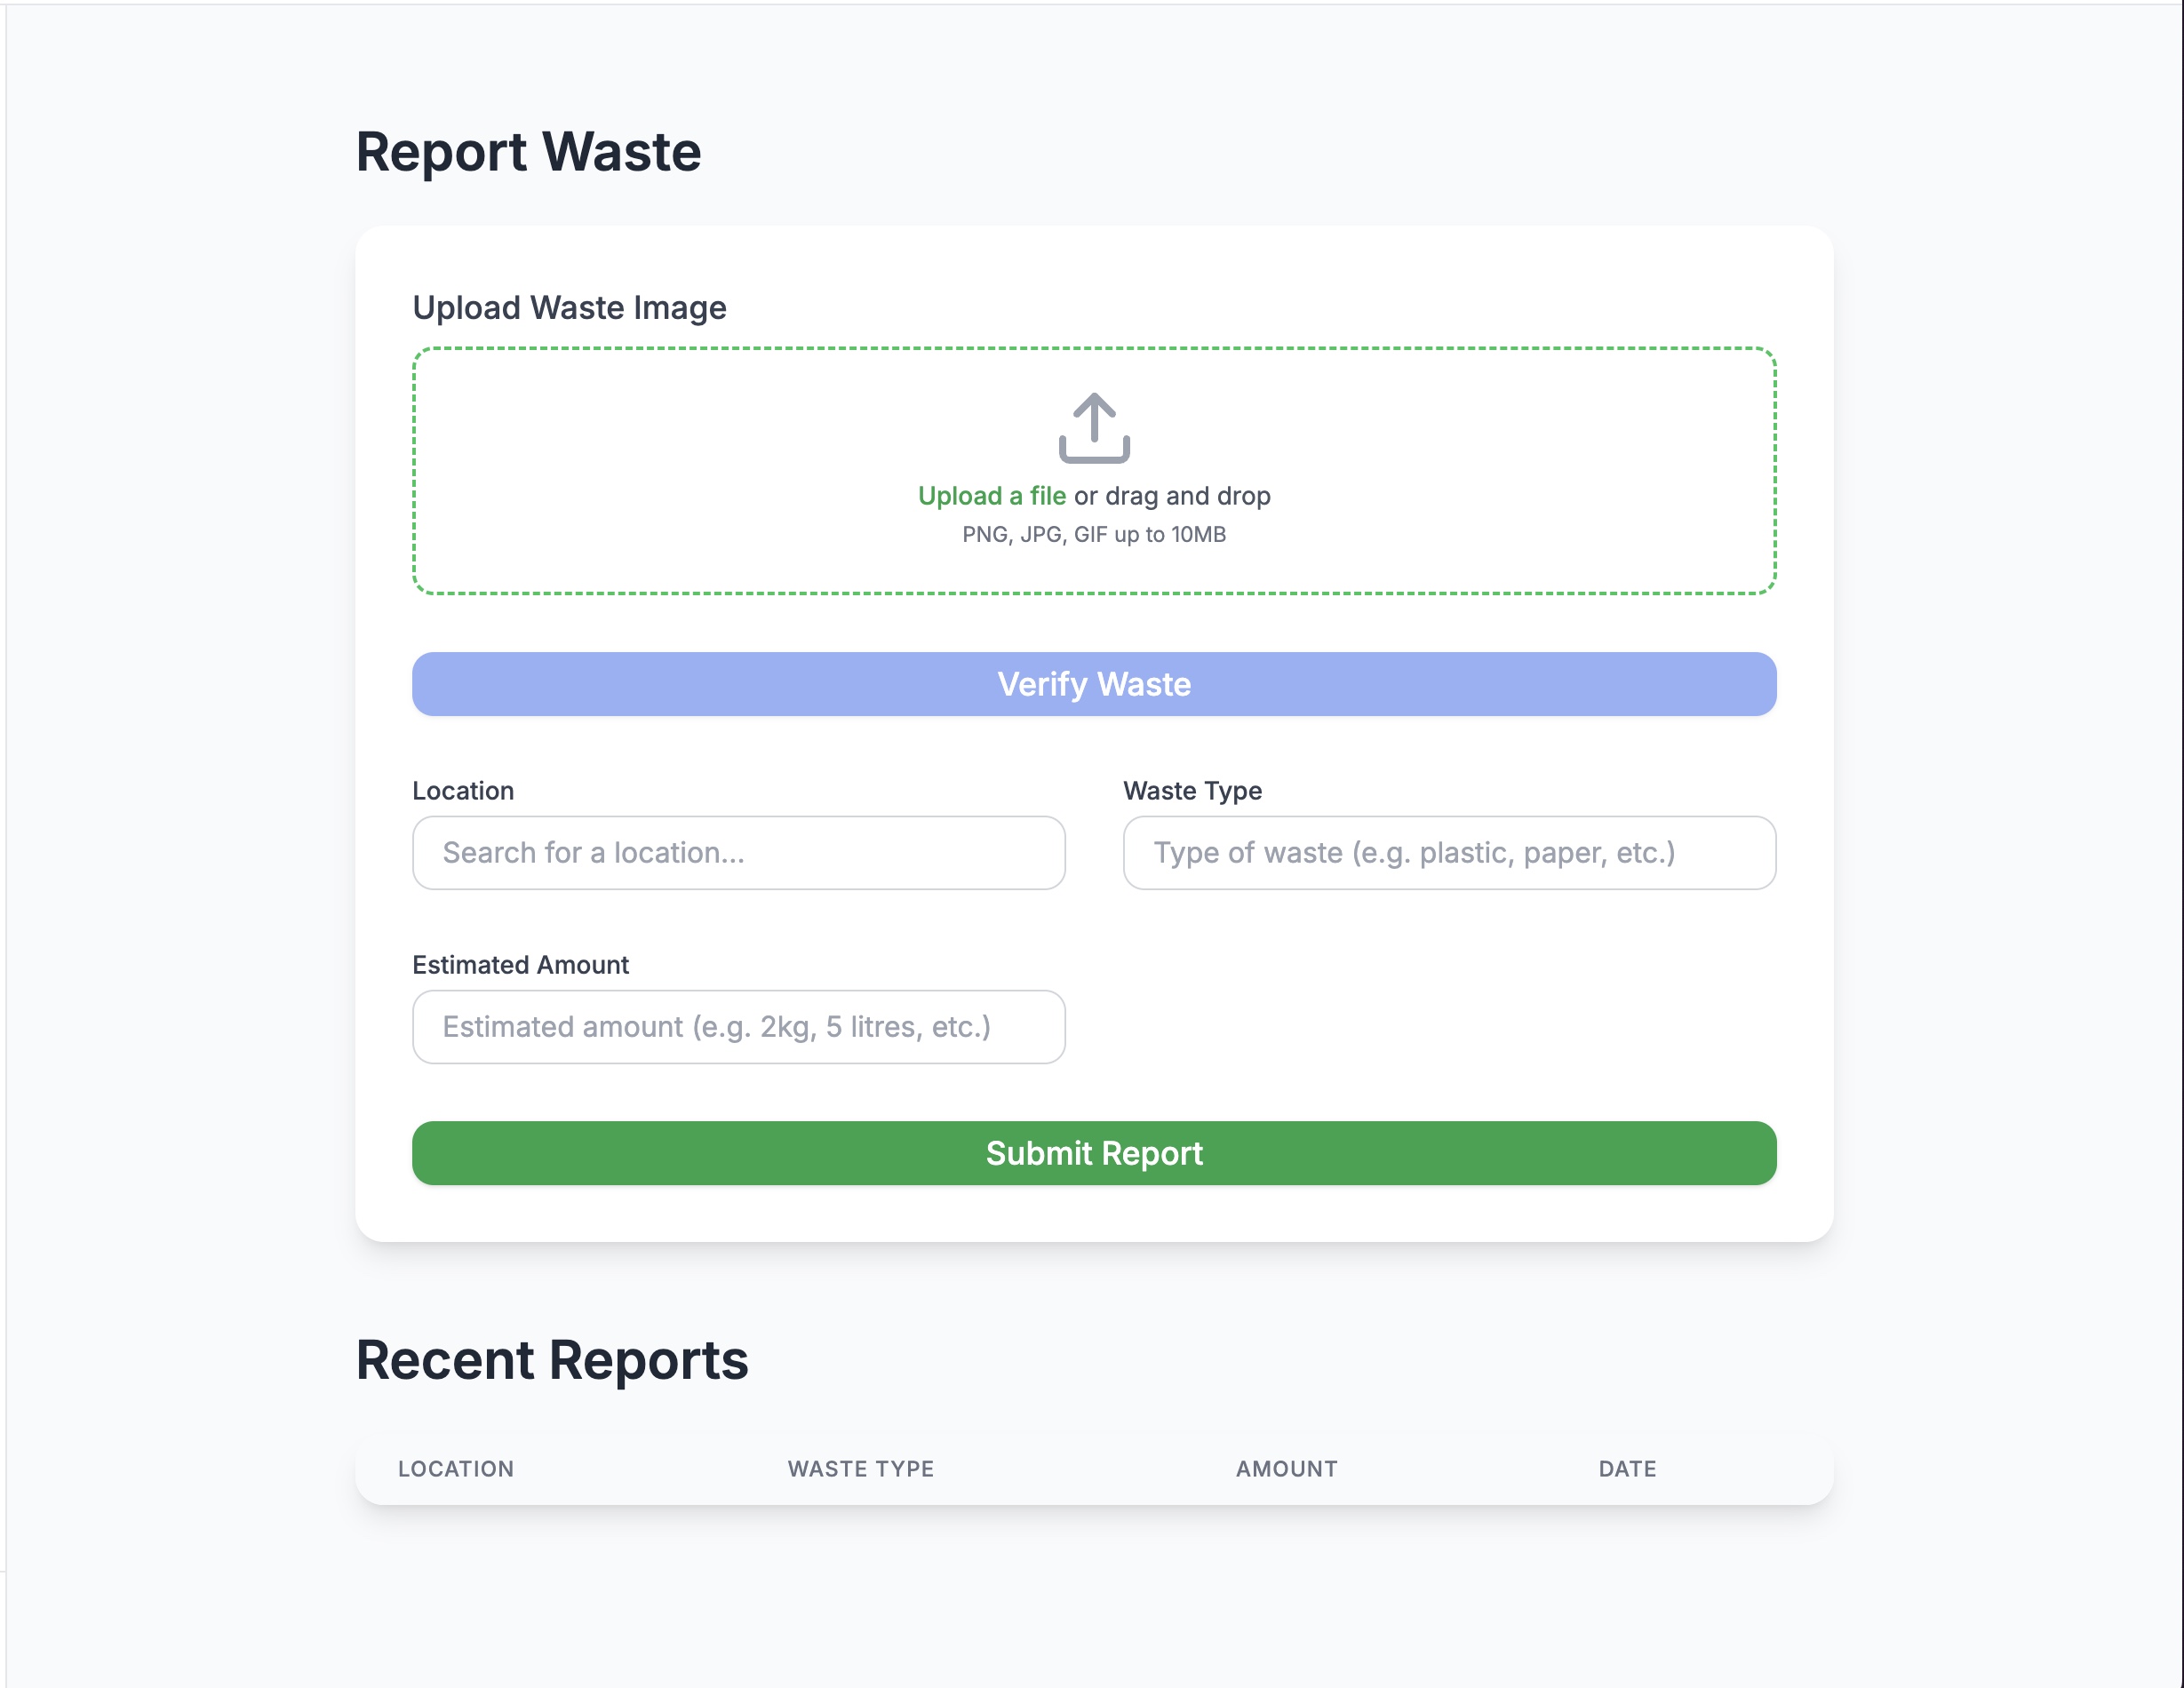 Report Waste
Upload Waste Image
Upload a file or drag and drop
PNG, JPG, GIF up to 10MB
Verify Waste
Location
Search for a location...
Waste Type
Type of waste (e.g. plastic, paper, etc.)
Estimated Amount
Estimated amount (e.g. 2kg, 5 litres, etc.)
Submit Report
Recent Reports
LOCATION WASTE TYPE AMOUNT DATE